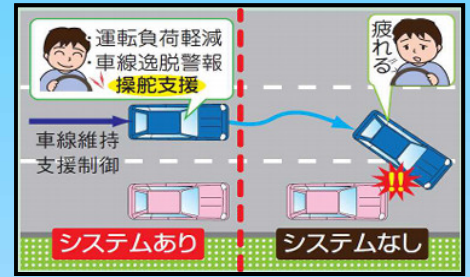 ・運転負荷軽減
・車線逸脱警報
操舵支援
疲れる
車線維持
支援制御
!!
システムあり
システムなし